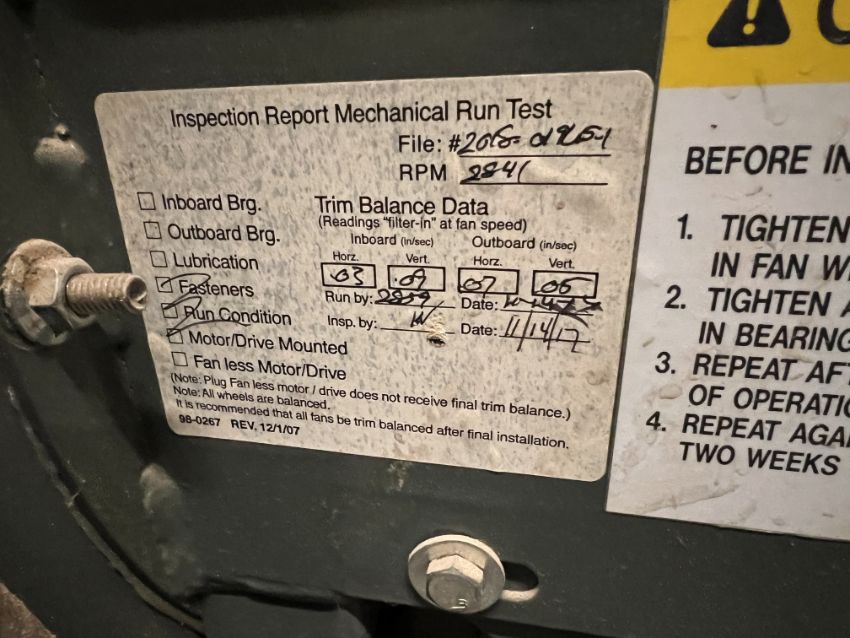 Inspection Report Mechanical Run Test
File: #
RPM 2841
Inboard Brg.
Outboard Brg.
Lubrication
Fasteners
Run Condition
Motor/Drive Mounted
Fan less Motor/Drive
Trim Balance Data
(Readings "filter-in" at fan speed)
Inboard (in/sec) Outboard (in/sec)
Horz. Vert. Horz. Vert.
.03 .09 .07 .06
Run by: Date:
Insp. by: Date: 11/14/17
(Note: Plug Fan less motor / drive does not receive final trim balance.)
Note: All wheels are balanced.
It is recommended that all fans be trim balanced after final installation.
98-0267 REV. 12/1/07
BEFORE IN
1. TIGHTEN
IN FAN W
2. TIGHTEN A
IN BEARING
3. REPEAT AFT
OF OPERATIO
4. REPEAT AGA
TWO WEEKS